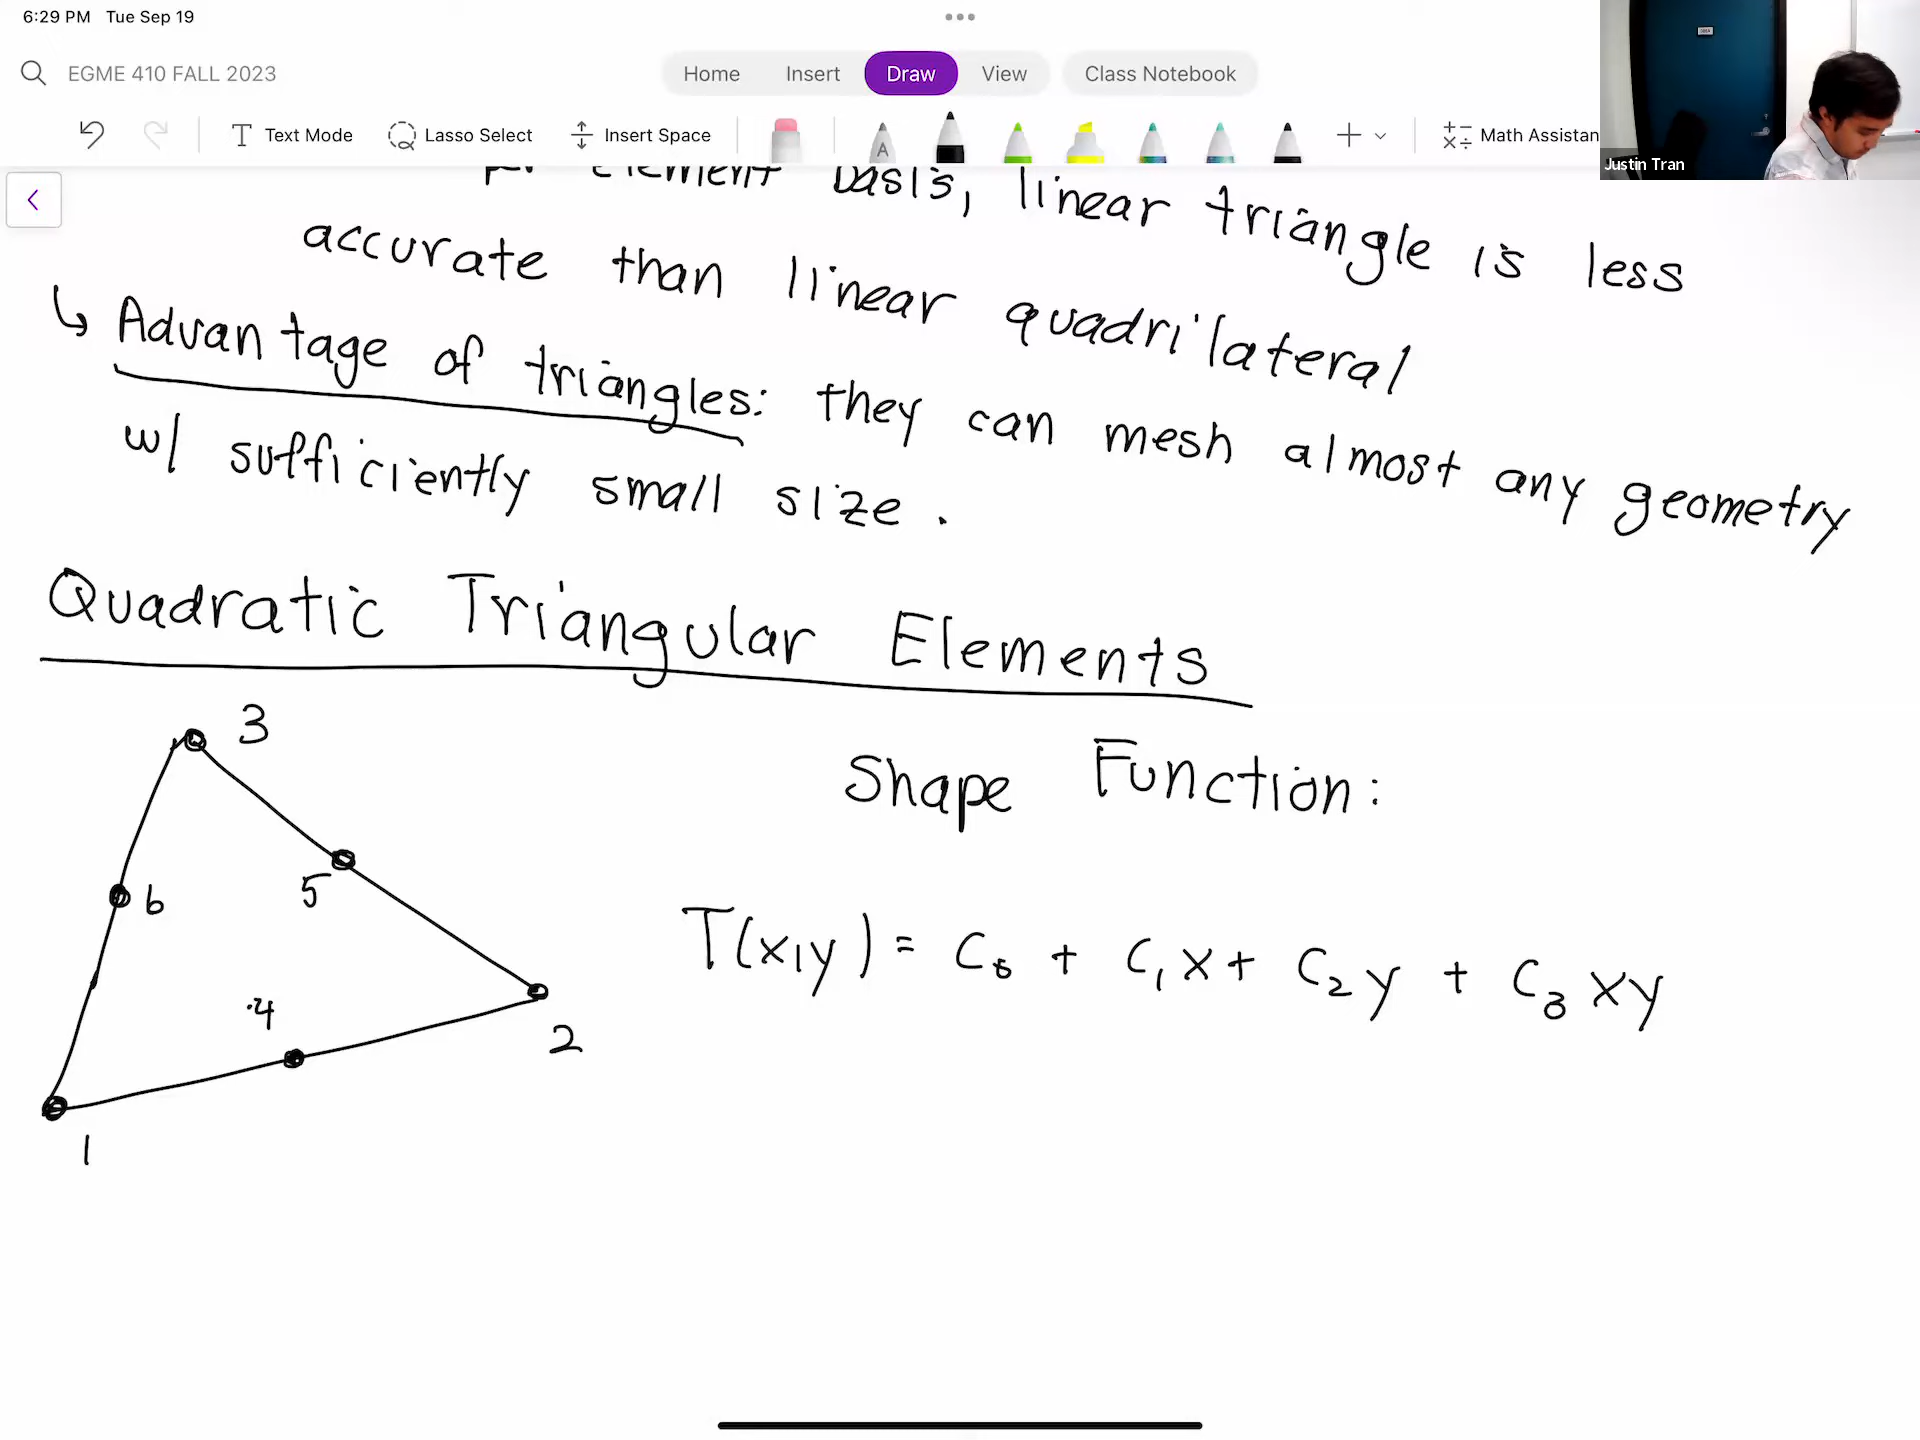 6:29 PM Tue Sep 19
EGME 410 FALL 2023
Home Insert Draw View Class Notebook
Text Mode Lasso Select Insert Space A Math Assistan
Justin Tran
element basis, linear triangle is less
accurate than linear quadrilateral
↳ Advantage of triangles: they can mesh almost any geometry
w/ sufficiently small size.
Quadratic Triangular Elements
3
Shape Function:
6
5
T(x,y) = C₀ + C₁x + C₂y + C₃xy
4
2
1